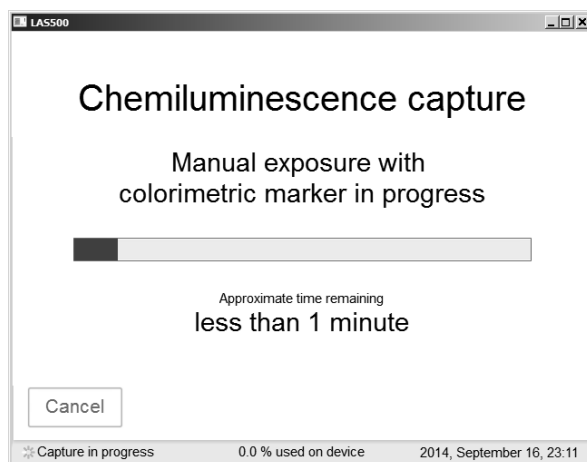 LAS500
Chemiluminescence capture
Manual exposure with
colorimetric marker in progress
Approximate time remaining
less than 1 minute
Cancel
Capture in progress
0.0 % used on device
2014, September 16, 23:11